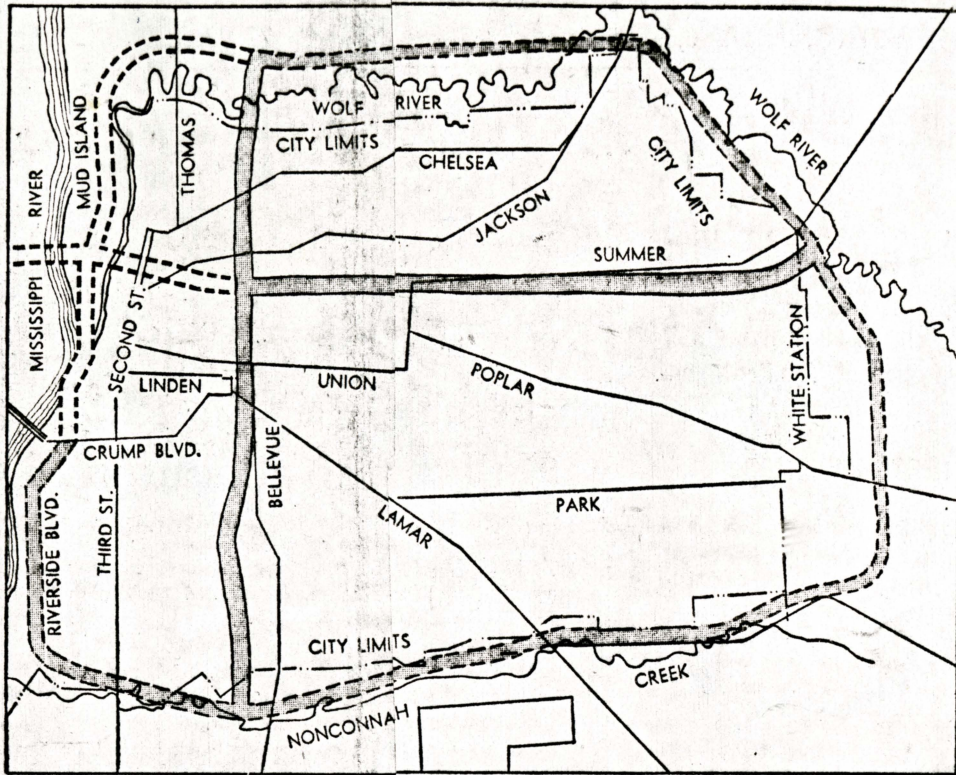 WOLF RIVER
CITY LIMITS
CHELSEA
THOMAS
MUD ISLAND
MISSISSIPPI RIVER
JACKSON
CITY LIMITS
WOLF RIVER
SUMMER
SECOND ST.
LINDEN
UNION
POPLAR
WHITE STATION
CRUMP BLVD.
BELLEVUE
LAMAR
PARK
RIVERSIDE BLVD.
THIRD ST.
CITY LIMITS
NONCONNAH CREEK